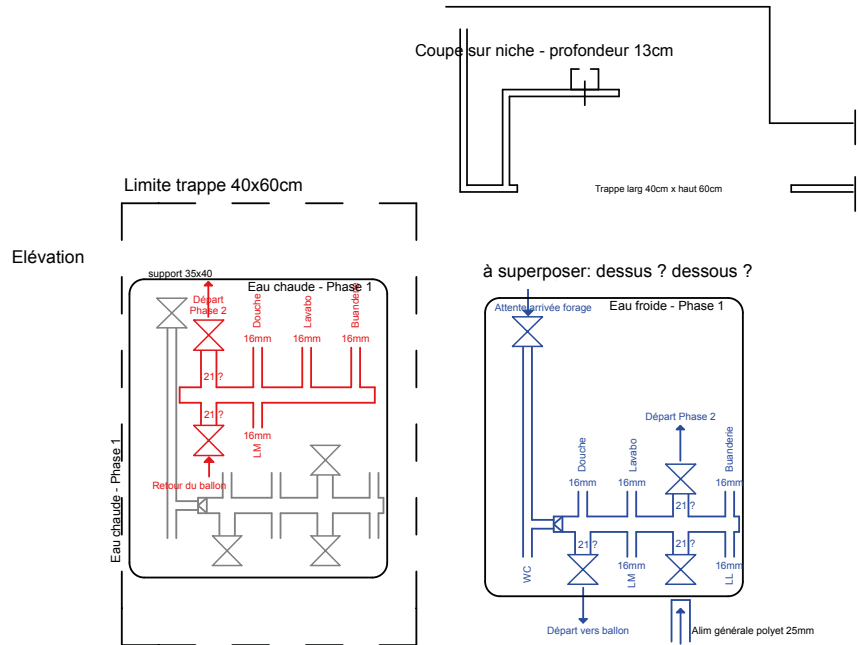 Coupe sur niche - profondeur 13cm
Trappe larg 40cm x haut 60cm
Limite trappe 40x60cm
Elévation
support 35x40
Eau chaude - Phase 1
Départ
Phase 2
Douche
Lavabo
Buanderie
16mm
16mm
16mm
21 ?
21 ?
16mm
LM
Retour du ballon
Eau chaude - Phase 1
à superposer: dessus ? dessous ?
Eau froide - Phase 1
Attente arrivée forage
Départ Phase 2
Douche
Lavabo
Buanderie
16mm
16mm
16mm
21 ?
21 ?
21 ?
16mm
16mm
WC
LM
LL
Départ vers ballon
Alim générale polyet 25mm